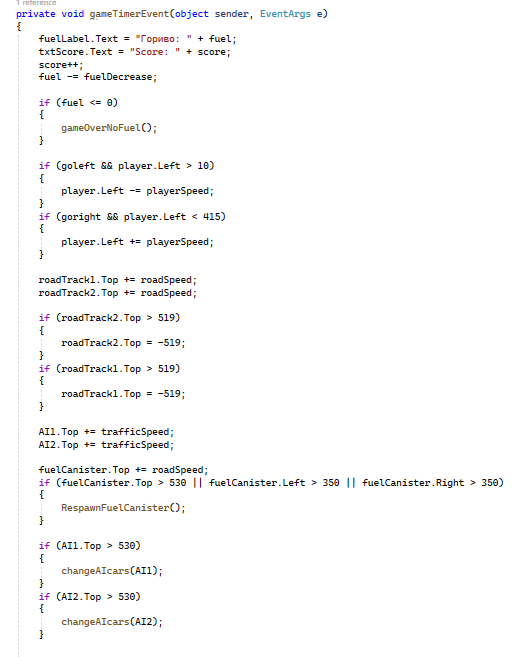 1 reference
private void gameTimerEvent(object sender, EventArgs e)
{
fuelLabel.Text = "Гориво: " + fuel;
txtScore.Text = "Score: " + score;
score++;
fuel -= fuelDecrease;
if (fuel <= 0)
{
gameOverNoFuel();
}
if (goleft && player.Left > 10)
{
player.Left -= playerSpeed;
}
if (goright && player.Left < 415)
{
player.Left += playerSpeed;
}
roadTrack1.Top += roadSpeed;
roadTrack2.Top += roadSpeed;
if (roadTrack2.Top > 519)
{
roadTrack2.Top = -519;
}
if (roadTrack1.Top > 519)
{
roadTrack1.Top = -519;
}
AI1.Top += trafficSpeed;
AI2.Top += trafficSpeed;
fuelCanister.Top += roadSpeed;
if (fuelCanister.Top > 530 || fuelCanister.Left > 350 || fuelCanister.Right > 350)
{
RespawnFuelCanister();
}
if (AI1.Top > 530)
{
changeAIcars(AI1);
}
if (AI2.Top > 530)
{
changeAIcars(AI2);
}